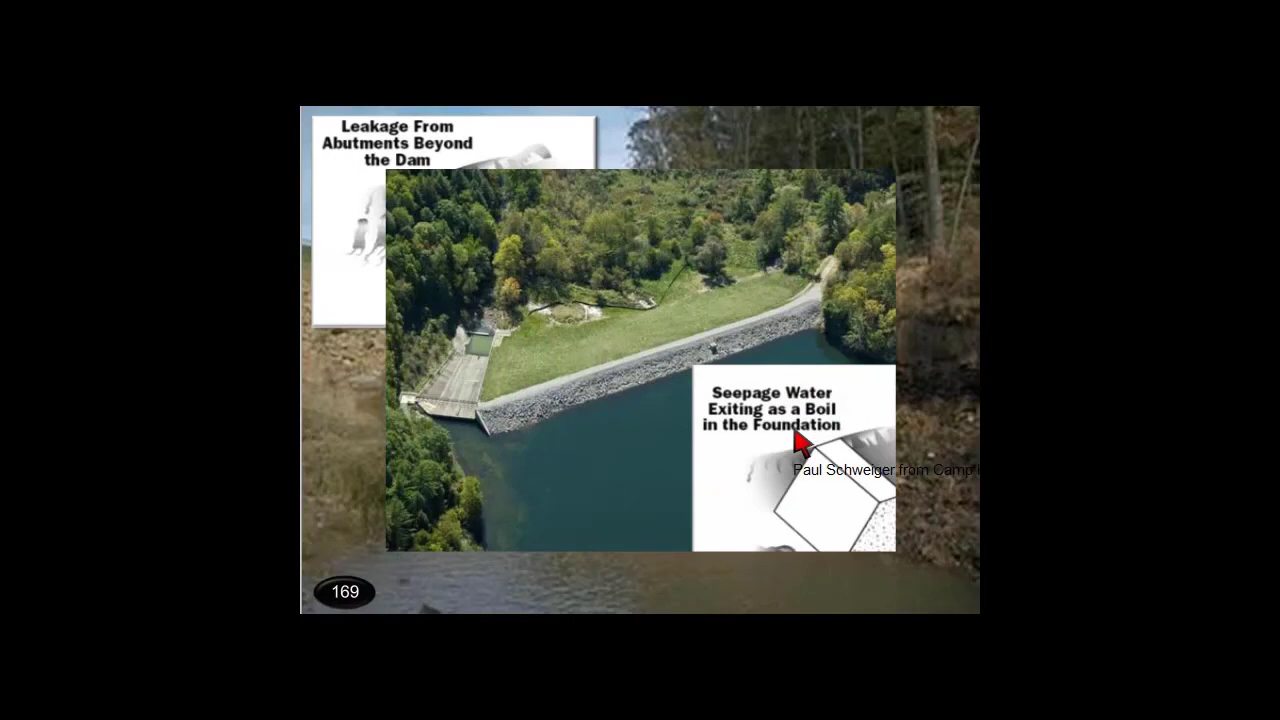 Leakage From
Abutments Beyond
the Dam
Seepage Water
Exiting as a Boil
in the Foundation
Paul Schweiger from Camp
169